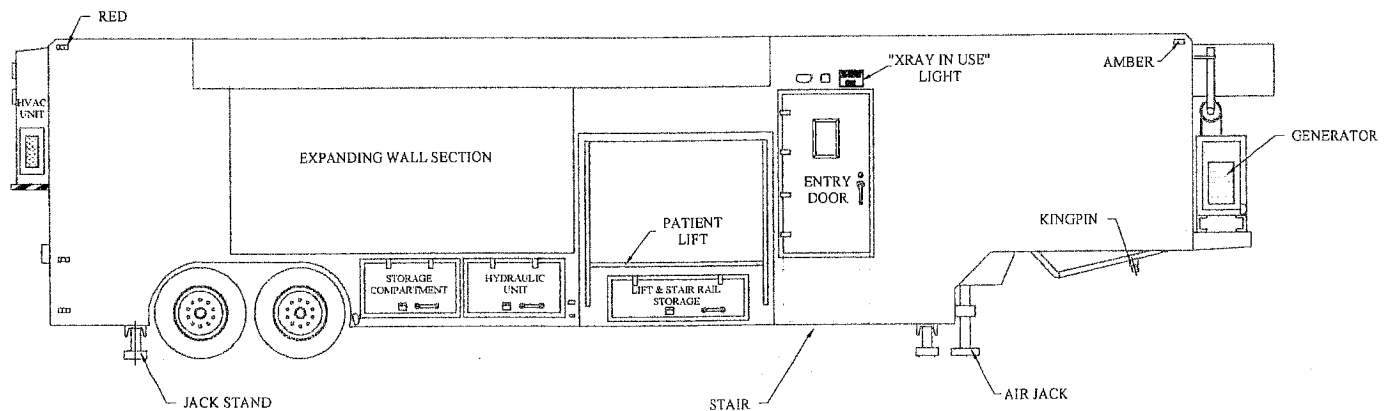 RED
AMBER
"XRAY IN USE"
LIGHT
HVAC
UNIT
GENERATOR
EXPANDING WALL SECTION
ENTRY
DOOR
KINGPIN
PATIENT
LIFT
STORAGE
COMPARTMENT
HYDRAULIC
UNIT
LIFT & STAIR RAIL
STORAGE
JACK STAND
STAIR
AIR JACK